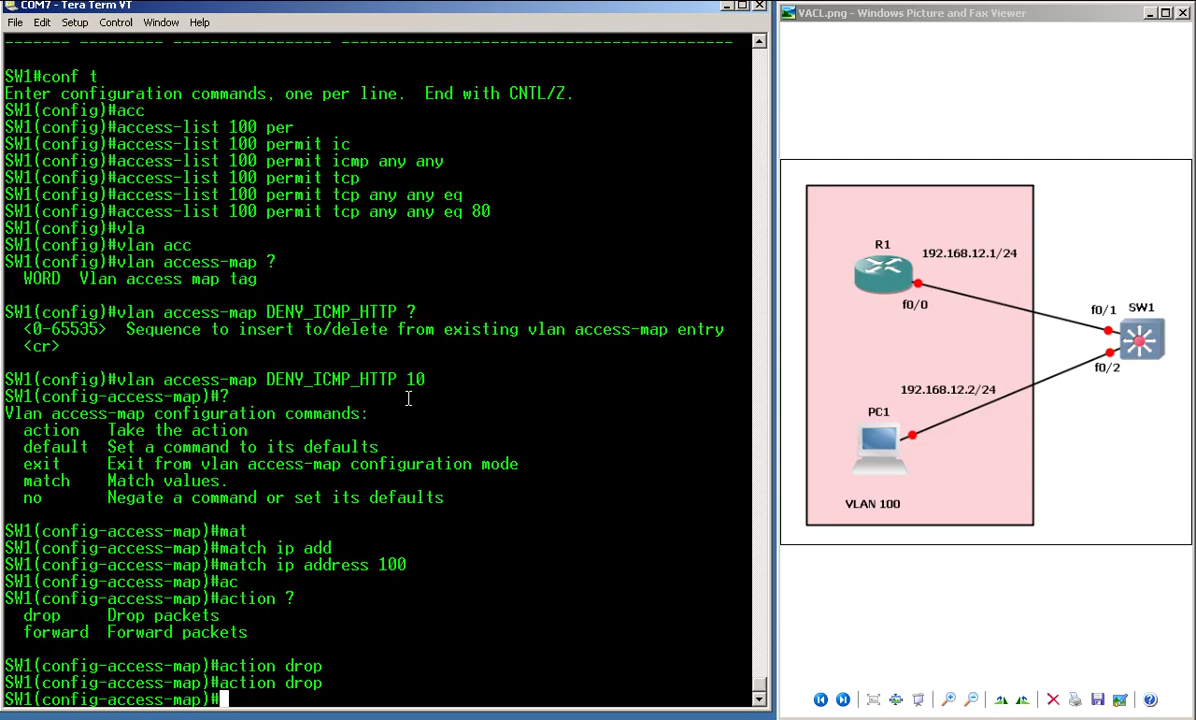 COM7 - Tera Term VT
File Edit Setup Control Window Help
------- --------- ------------------- ------------------------------------------
SW1#conf t
Enter configuration commands, one per line.  End with CNTL/Z.
SW1(config)#acc
SW1(config)#access-list 100 per
SW1(config)#access-list 100 permit ic
SW1(config)#access-list 100 permit icmp any any
SW1(config)#access-list 100 permit tcp
SW1(config)#access-list 100 permit tcp any any eq
SW1(config)#access-list 100 permit tcp any any eq 80
SW1(config)#vla
SW1(config)#vlan acc
SW1(config)#vlan access-map ?
  WORD  Vlan access map tag
SW1(config)#vlan access-map DENY_ICMP_HTTP ?
  <0-65535>  Sequence to insert to/delete from existing vlan access-map entry
  <cr>
SW1(config)#vlan access-map DENY_ICMP_HTTP 10
SW1(config-access-map)#?
Vlan access-map configuration commands:
  action   Take the action
  default  Set a command to its defaults
  exit     Exit from vlan access-map configuration mode
  match    Match values.
  no       Negate a command or set its defaults
SW1(config-access-map)#mat
SW1(config-access-map)#match ip add
SW1(config-access-map)#match ip address 100
SW1(config-access-map)#ac
SW1(config-access-map)#action ?
  drop     Drop packets
  forward  Forward packets
SW1(config-access-map)#action drop
SW1(config-access-map)#action drop
SW1(config-access-map)#
VACL.png - Windows Picture and Fax Viewer
R1
192.168.12.1/24
f0/0
f0/1
SW1
f0/2
192.168.12.2/24
PC1
VLAN 100